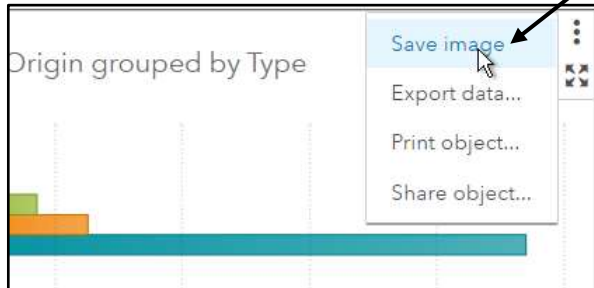 Origin grouped by Type
Save image
Export data...
Print object...
Share object...